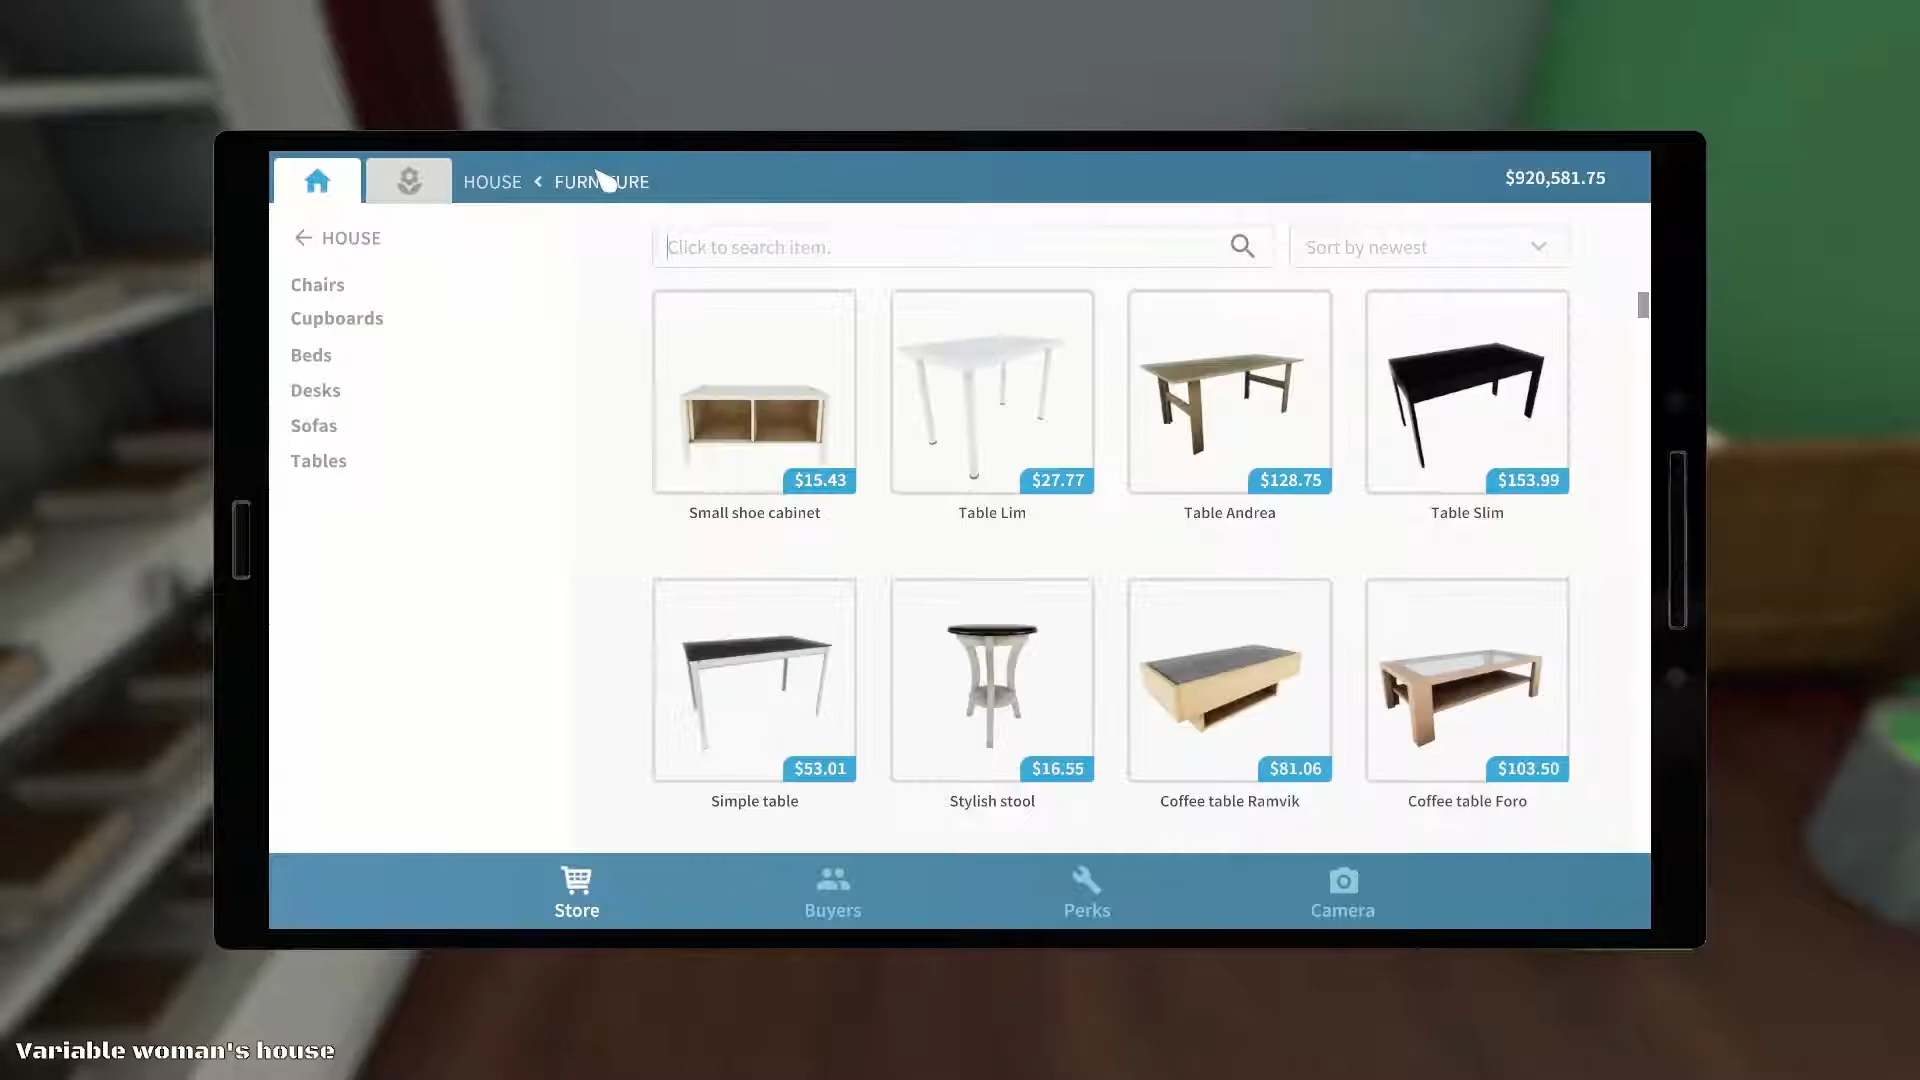 HOUSE < FURNITURE
$920,581.75
HOUSE
Click to search item.
Sort by newest
Chairs
Cupboards
Beds
Desks
Sofas
Tables
$15.43
$27.77
$128.75
$153.99
Small shoe cabinet
Table Lim
Table Andrea
Table Slim
$53.01
$16.55
$81.06
$103.50
Simple table
Stylish stool
Coffee table Ramvik
Coffee table Foro
Store
Buyers
Perks
Camera
Variable woman's house